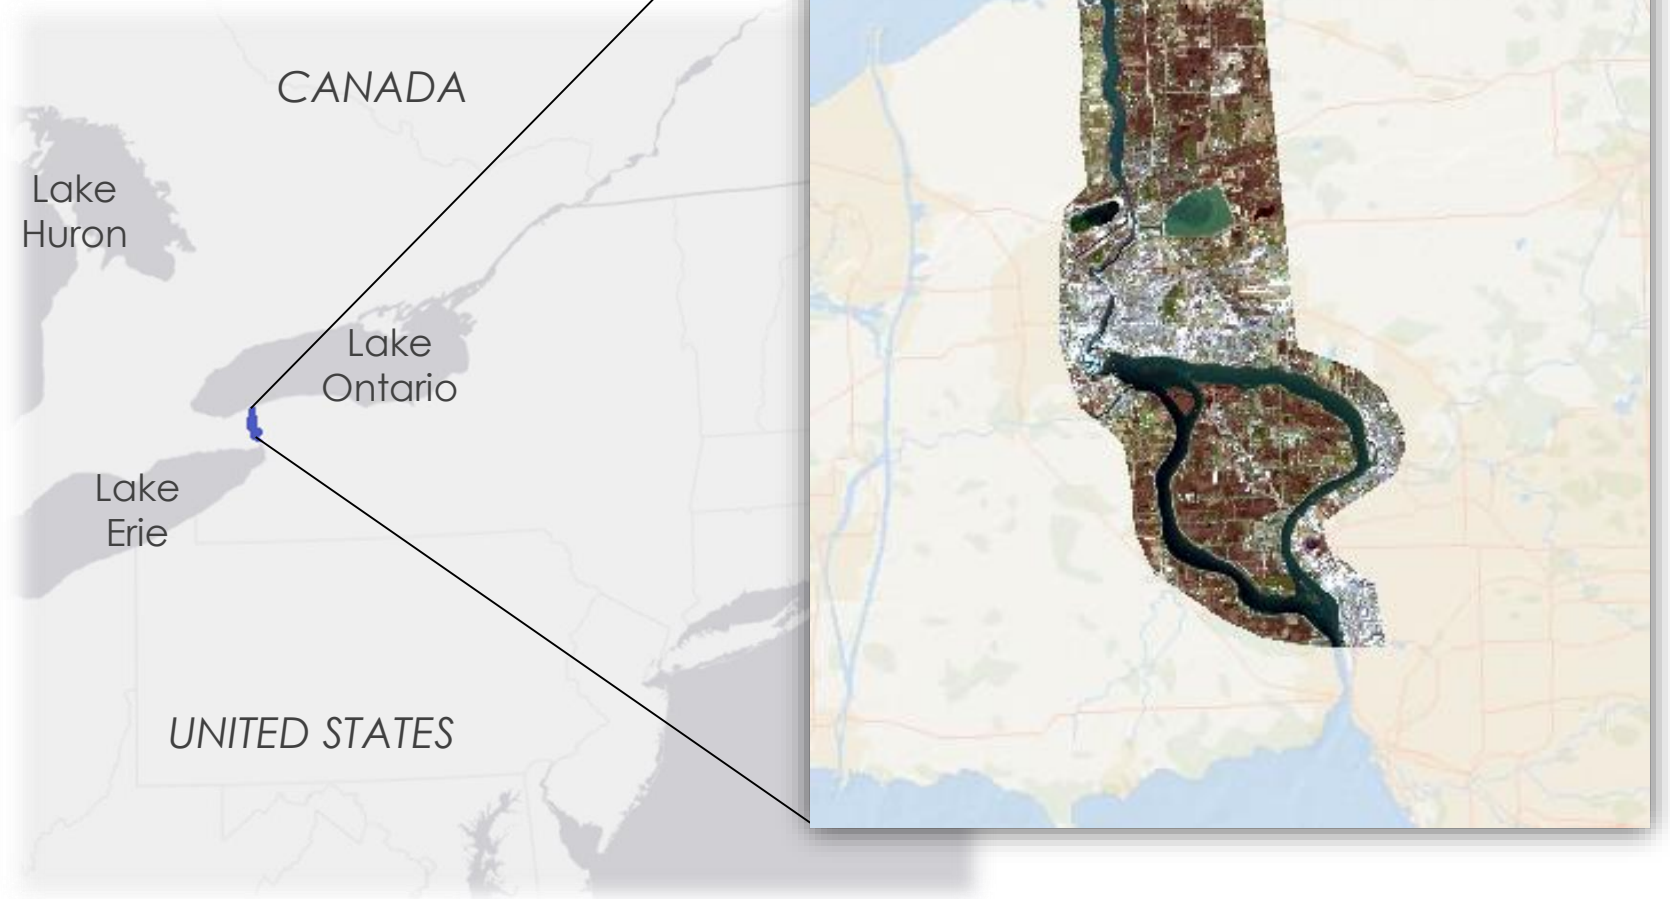 CANADA
Lake
Huron
Lake
Ontario
Lake
Erie
UNITED STATES